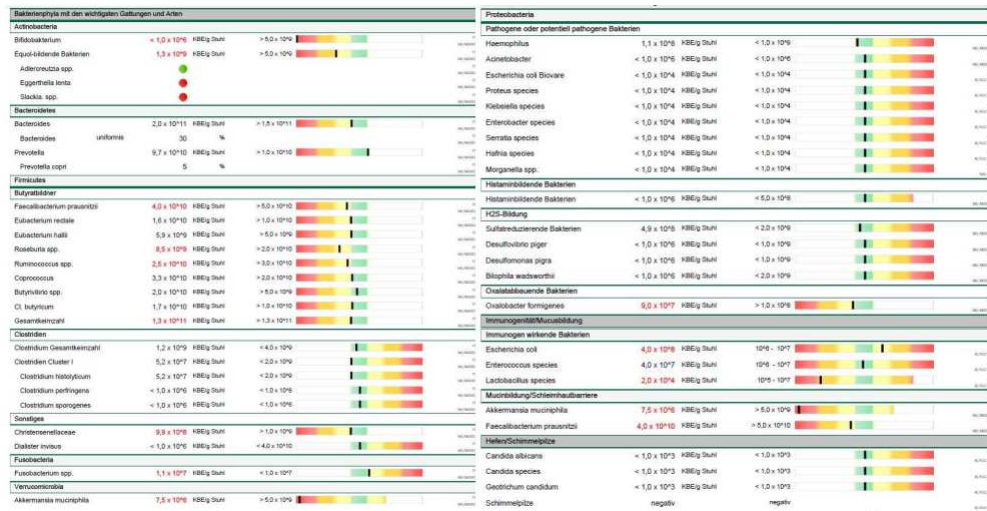 Bakterienphyla mit den wichtigsten Gattungen und Arten
Actinobacteria
Bifidobakterium < 1,0 x 10^6 KBE/g Stuhl > 5,0 x 10^9
Equol-bildende Bakterien 1,3 x 10^9 KBE/g Stuhl > 5,0 x 10^9
Adlercreutzia spp.
Eggerthella lenta
Slackia. spp.
Bacteroidetes
Bacteroides 2,0 x 10^11 KBE/g Stuhl > 1,5 x 10^11
Bacteroides uniformis 30 %
Prevotella 9,7 x 10^10 KBE/g Stuhl > 1,0 x 10^10
Prevotella copri 5 %
Firmicutes
Butyratbildner
Faecalibacterium prausnitzii 4,0 x 10^10 KBE/g Stuhl > 5,0 x 10^10
Eubacterium rectale 1,6 x 10^10 KBE/g Stuhl > 1,0 x 10^10
Eubacterium hallii 5,9 x 10^9 KBE/g Stuhl > 5,0 x 10^9
Roseburia spp. 8,5 x 10^9 KBE/g Stuhl > 2,0 x 10^10
Ruminococcus spp. 2,5 x 10^10 KBE/g Stuhl > 3,0 x 10^10
Coprococcus 3,3 x 10^10 KBE/g Stuhl > 2,0 x 10^10
Butyrivibrio spp. 2,0 x 10^10 KBE/g Stuhl > 5,0 x 10^9
Cl. butyricum 1,7 x 10^10 KBE/g Stuhl > 1,0 x 10^10
Gesamtkeimzahl 1,3 x 10^11 KBE/g Stuhl > 1,3 x 10^11
Clostridien
Clostridium Gesamtkeimzahl 1,2 x 10^9 KBE/g Stuhl < 4,0 x 10^9
Clostridien Cluster I 5,2 x 10^7 KBE/g Stuhl < 2,0 x 10^9
Clostridium histolyticum 5,2 x 10^7 KBE/g Stuhl < 2,0 x 10^9
Clostridium perfringens < 1,0 x 10^6 KBE/g Stuhl < 1,0 x 10^8
Clostridium sporogenes < 1,0 x 10^6 KBE/g Stuhl < 1,0 x 10^8
Sonstiges
Christensenellaceae 9,9 x 10^8 KBE/g Stuhl > 1,0 x 10^9
Dialister invisus < 1,0 x 10^6 KBE/g Stuhl < 4,0 x 10^10
Fusobacteria
Fusobacterium spp. 1,1 x 10^7 KBE/g Stuhl < 1,0 x 10^7
Verrucomicrobia
Akkermansia muciniphila 7,5 x 10^6 KBE/g Stuhl > 5,0 x 10^9
Proteobacteria
Pathogene oder potentiell pathogene Bakterien
Haemophilus 1,1 x 10^8 KBE/g Stuhl < 1,0 x 10^9
Acinetobacter < 1,0 x 10^6 KBE/g Stuhl < 1,0 x 10^6
Escherichia coli Biovare < 1,0 x 10^4 KBE/g Stuhl < 1,0 x 10^4
Proteus species < 1,0 x 10^4 KBE/g Stuhl < 1,0 x 10^4
Klebsiella species < 1,0 x 10^4 KBE/g Stuhl < 1,0 x 10^4
Enterobacter species < 1,0 x 10^4 KBE/g Stuhl < 1,0 x 10^4
Serratia species < 1,0 x 10^4 KBE/g Stuhl < 1,0 x 10^4
Hafnia species < 1,0 x 10^4 KBE/g Stuhl < 1,0 x 10^4
Morganella spp. < 1,0 x 10^4 KBE/g Stuhl < 1,0 x 10^4
Histaminbildende Bakterien
Histaminbildende Bakterien < 1,0 x 10^6 KBE/g Stuhl < 5,0 x 10^8
H2S-Bildung
Sulfatreduzierende Bakterien 4,9 x 10^8 KBE/g Stuhl < 2,0 x 10^9
Desulfovibrio piger < 1,0 x 10^6 KBE/g Stuhl < 1,0 x 10^9
Desulfomonas pigra < 1,0 x 10^6 KBE/g Stuhl < 1,0 x 10^9
Bilophila wadsworthii < 1,0 x 10^6 KBE/g Stuhl < 2,0 x 10^9
Oxalatabbauende Bakterien
Oxalobacter formigenes 9,0 x 10^7 KBE/g Stuhl > 1,0 x 10^8
Immunogenität/Mucusbildung
Immunogen wirkende Bakterien
Escherichia coli 4,0 x 10^8 KBE/g Stuhl 10^6 - 10^7
Enterococcus species 4,0 x 10^7 KBE/g Stuhl 10^6 - 10^7
Lactobacillus species 2,0 x 10^4 KBE/g Stuhl 10^5 - 10^7
Mucinbildung/Schleimhautbarriere
Akkermansia muciniphila 7,5 x 10^6 KBE/g Stuhl > 5,0 x 10^9
Faecalibacterium prausnitzii 4,0 x 10^10 KBE/g Stuhl > 5,0 x 10^10
Hefen/Schimmelpilze
Candida albicans < 1,0 x 10^3 KBE/g Stuhl < 1,0 x 10^3
Candida species < 1,0 x 10^3 KBE/g Stuhl < 1,0 x 10^3
Geotrichum candidum < 1,0 x 10^3 KBE/g Stuhl < 1,0 x 10^3
Schimmelpilze negativ negativ